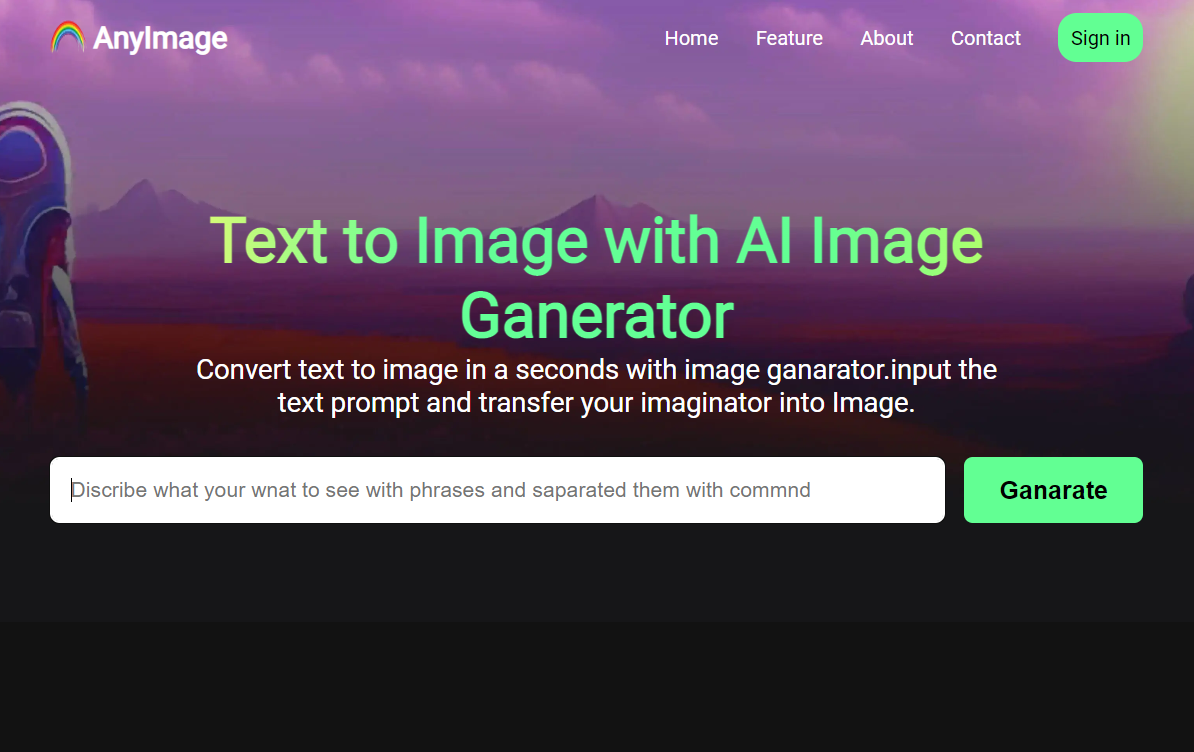 AnyImage
Home Feature About Contact Sign in
Text to Image with AI Image
Ganerator
Convert text to image in a seconds with image ganarator.input the
text prompt and transfer your imaginator into Image.
Discribe what your wnat to see with phrases and saparated them with commnd
Ganarate